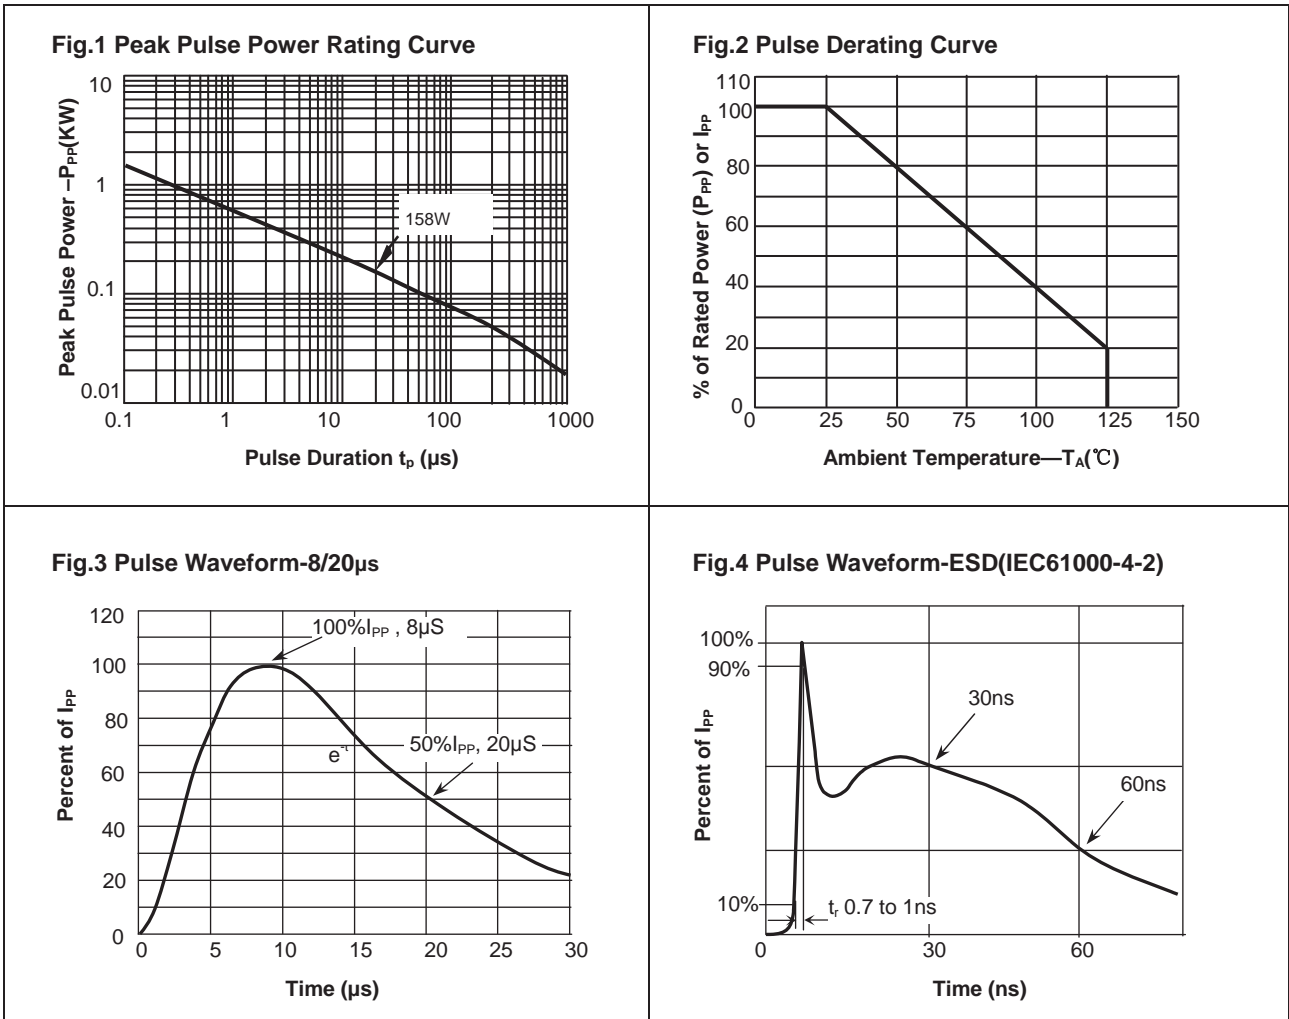 Fig.1 Peak Pulse Power Rating Curve
Peak Pulse Power –PPP(KW)
10
1
0.1
0.01
158W
0.1 1 10 100 1000
Pulse Duration tp (μs)
Fig.2 Pulse Derating Curve
% of Rated Power (PPP) or IPP
110
100
80
60
40
20
0
0 25 50 75 100 125 150
Ambient Temperature—TA(℃)
Fig.3 Pulse Waveform-8/20μs
Percent of IPP
120
100
80
60
40
20
0
100%IPP , 8μS
e-t
50%IPP, 20μS
0 5 10 15 20 25 30
Time (μs)
Fig.4 Pulse Waveform-ESD(IEC61000-4-2)
Percent of IPP
100%
90%
10%
30ns
60ns
tr 0.7 to 1ns
0 30 60
Time (ns)